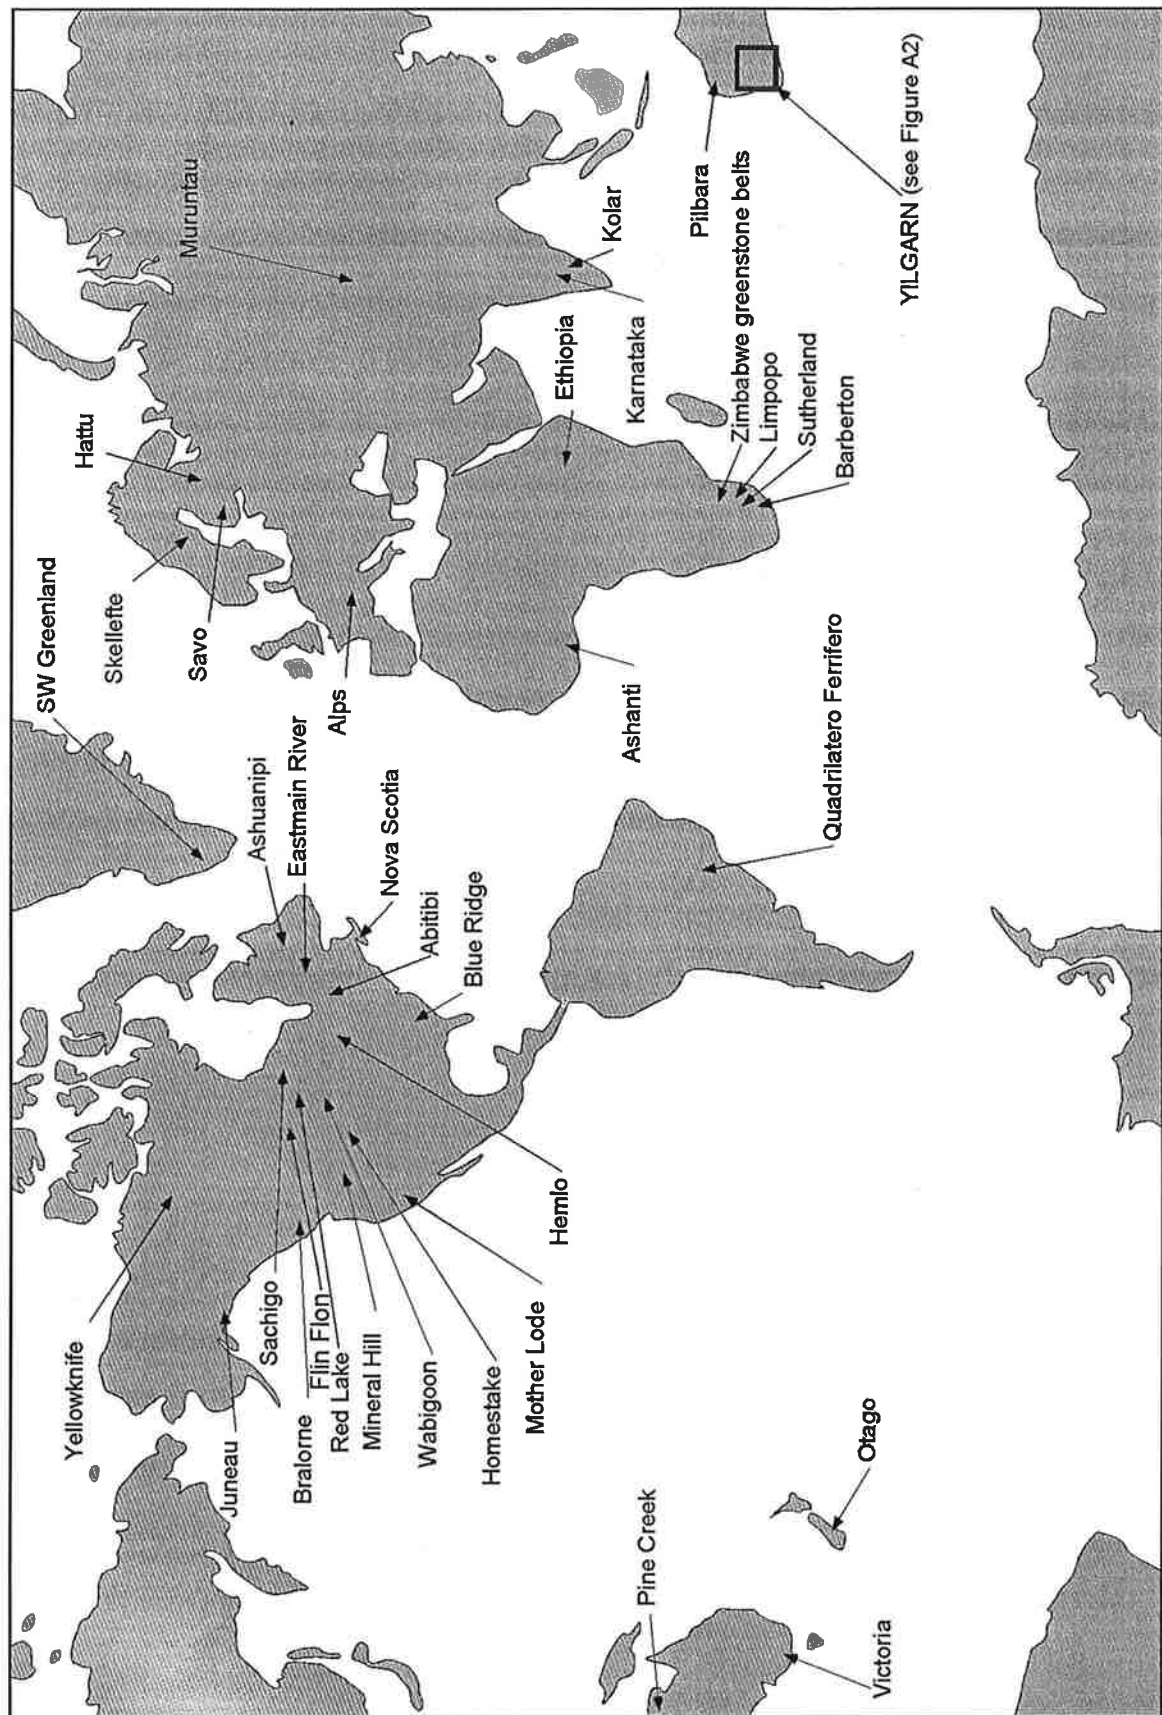 Yellowknife
Juneau
Sachigo
Bralorne
Flin Flon
Red Lake
Mineral Hill
Wabigoon
Homestake
Mother Lode
Hemlo
SW Greenland
Ashuanipi
Eastmain River
Nova Scotia
Abitibi
Blue Ridge
Quadrilatero Ferrifero
Skellefte
Savo
Hattu
Alps
Muruntau
Ashanti
Ethiopia
Karnataka
Kolar
Zimbabwe greenstone belts
Limpopo
Sutherland
Barberton
Pilbara
YILGARN (see Figure A2)
Pine Creek
Victoria
Otago